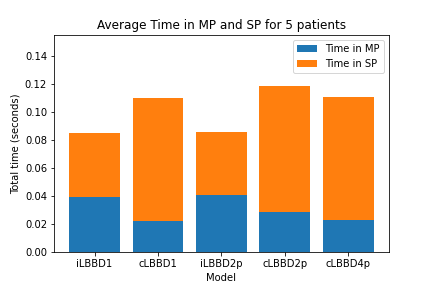 Average Time in MP and SP for 5 patients
Time in MP
Time in SP
Total time (seconds)
0.14
0.12
0.10
0.08
0.06
0.04
0.02
0.00
iLBBD1 cLBBD1 iLBBD2p cLBBD2p cLBBD4p
Model